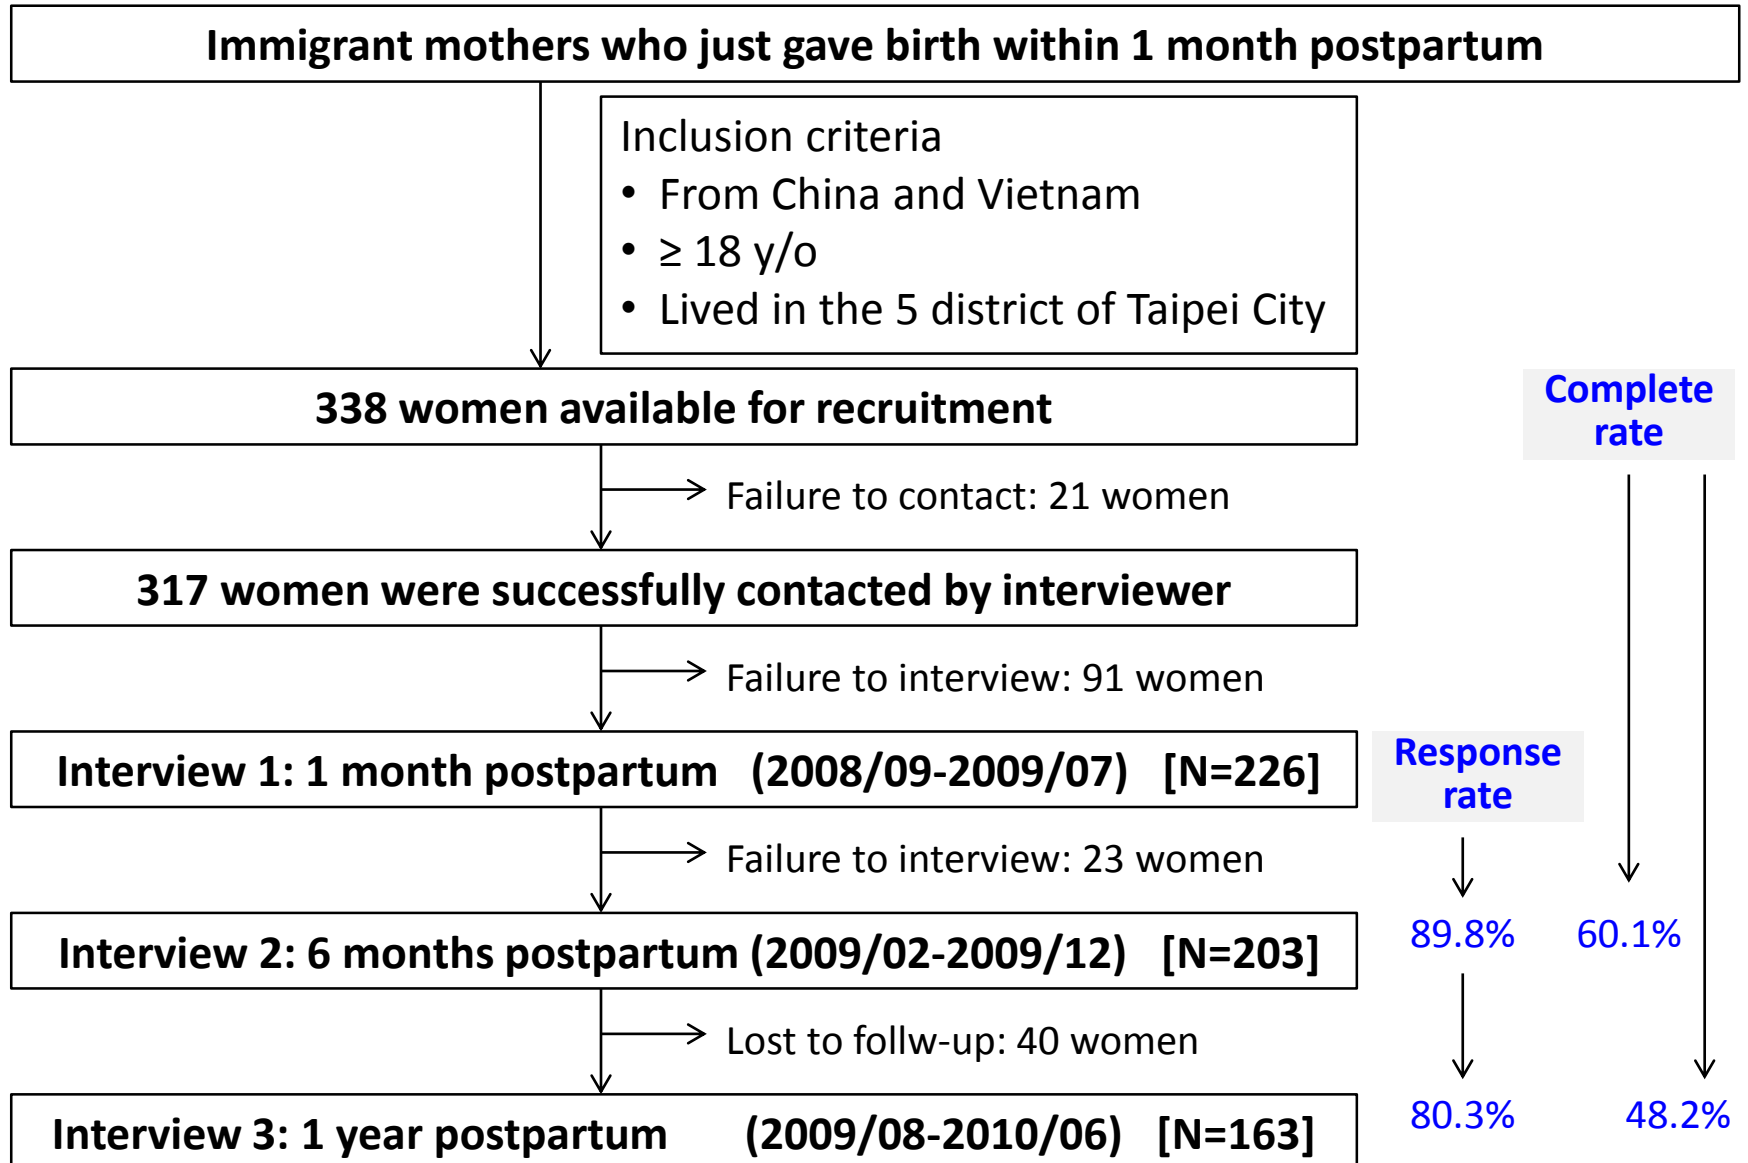 Immigrant mothers who just gave birth within 1 month postpartum
Inclusion criteria
• From China and Vietnam
• ≥ 18 y/o
• Lived in the 5 district of Taipei City
338 women available for recruitment
Complete
rate
Failure to contact: 21 women
317 women were successfully contacted by interviewer
Failure to interview: 91 women
Interview 1: 1 month postpartum (2008/09-2009/07) [N=226]
Response
rate
Failure to interview: 23 women
Interview 2: 6 months postpartum (2009/02-2009/12) [N=203]
89.8%
60.1%
Lost to follw-up: 40 women
Interview 3: 1 year postpartum (2009/08-2010/06) [N=163]
80.3%
48.2%